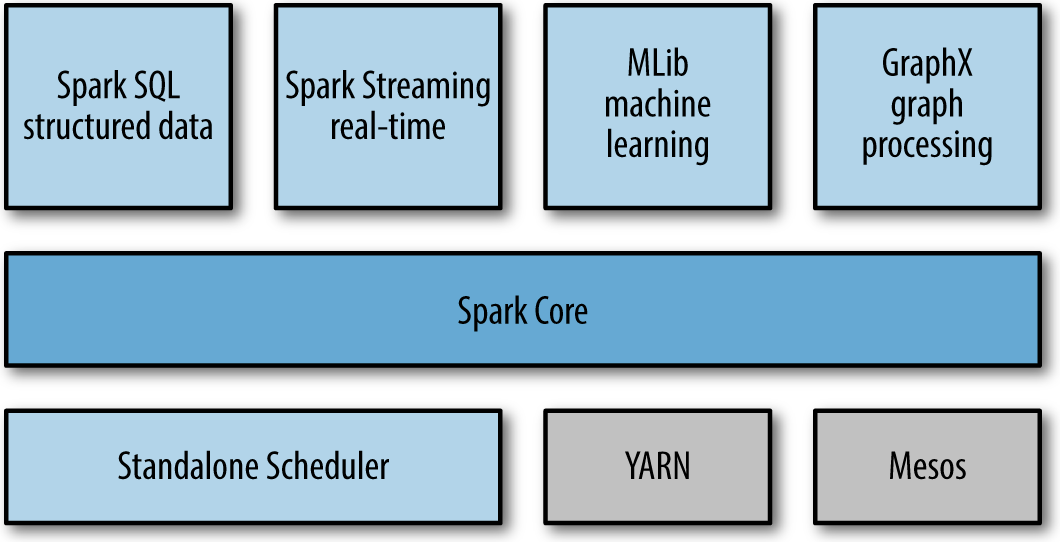 Spark SQL
structured data
Spark Streaming
real-time
MLib
machine
learning
GraphX
graph
processing
Spark Core
Standalone Scheduler
YARN
Mesos